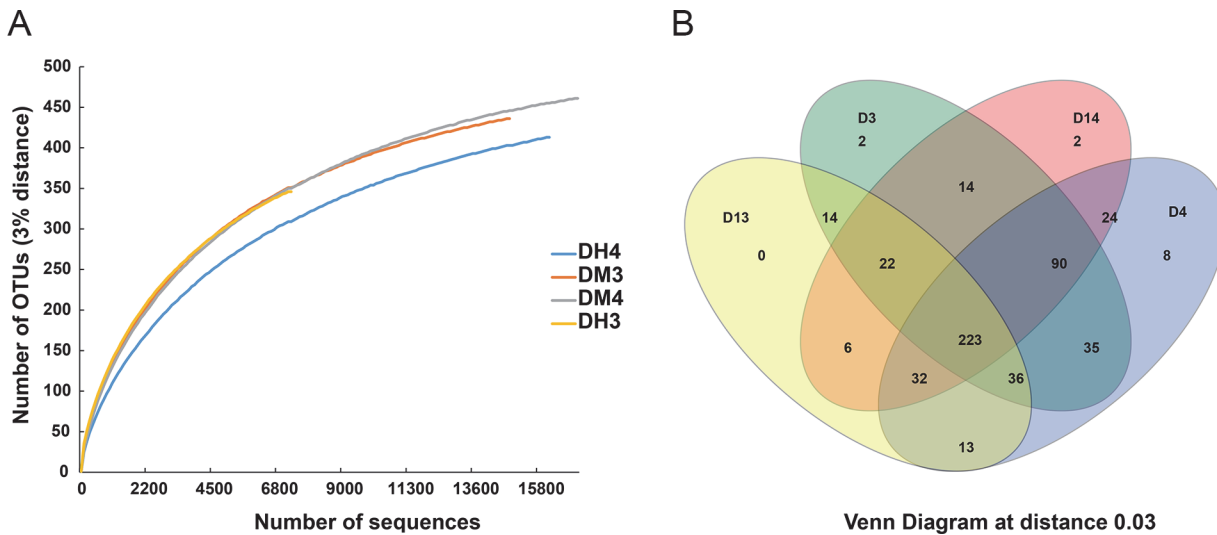 A
B
500
450
400
350
300
250
200
150
100
50
0
Number of OTUs (3% distance)
0 2200 4500 6800 9000 11300 13600 15800
Number of sequences
DH4
DM3
DM4
DH3
D3
2
D14
2
D13
0
D4
8
14
14
24
22
90
6
223
35
32
36
13
Venn Diagram at distance 0.03